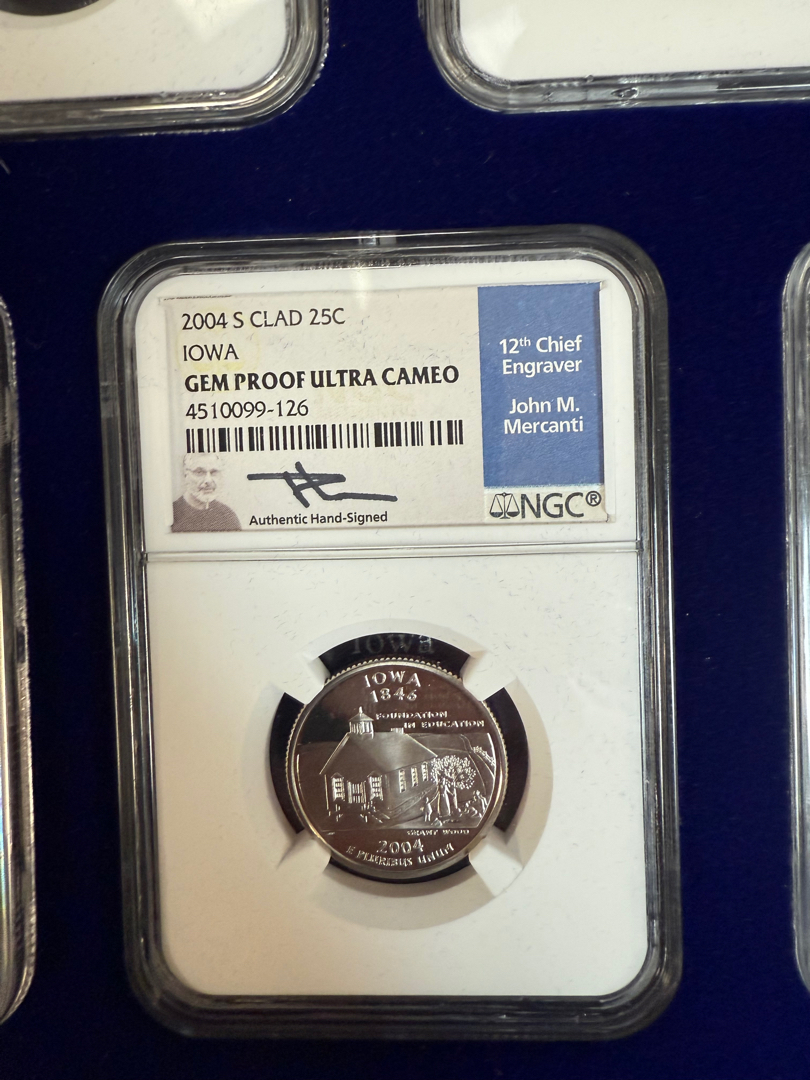 2004 S CLAD 25C
IOWA
GEM PROOF ULTRA CAMEO
4510099-126
Authentic Hand-Signed
12th Chief
Engraver
John M.
Mercanti
NGC®
Iowa
IOWA
1846
FOUNDATION
IN EDUCATION
GRANT WOOD
2004
E PLURIBUS UNUM